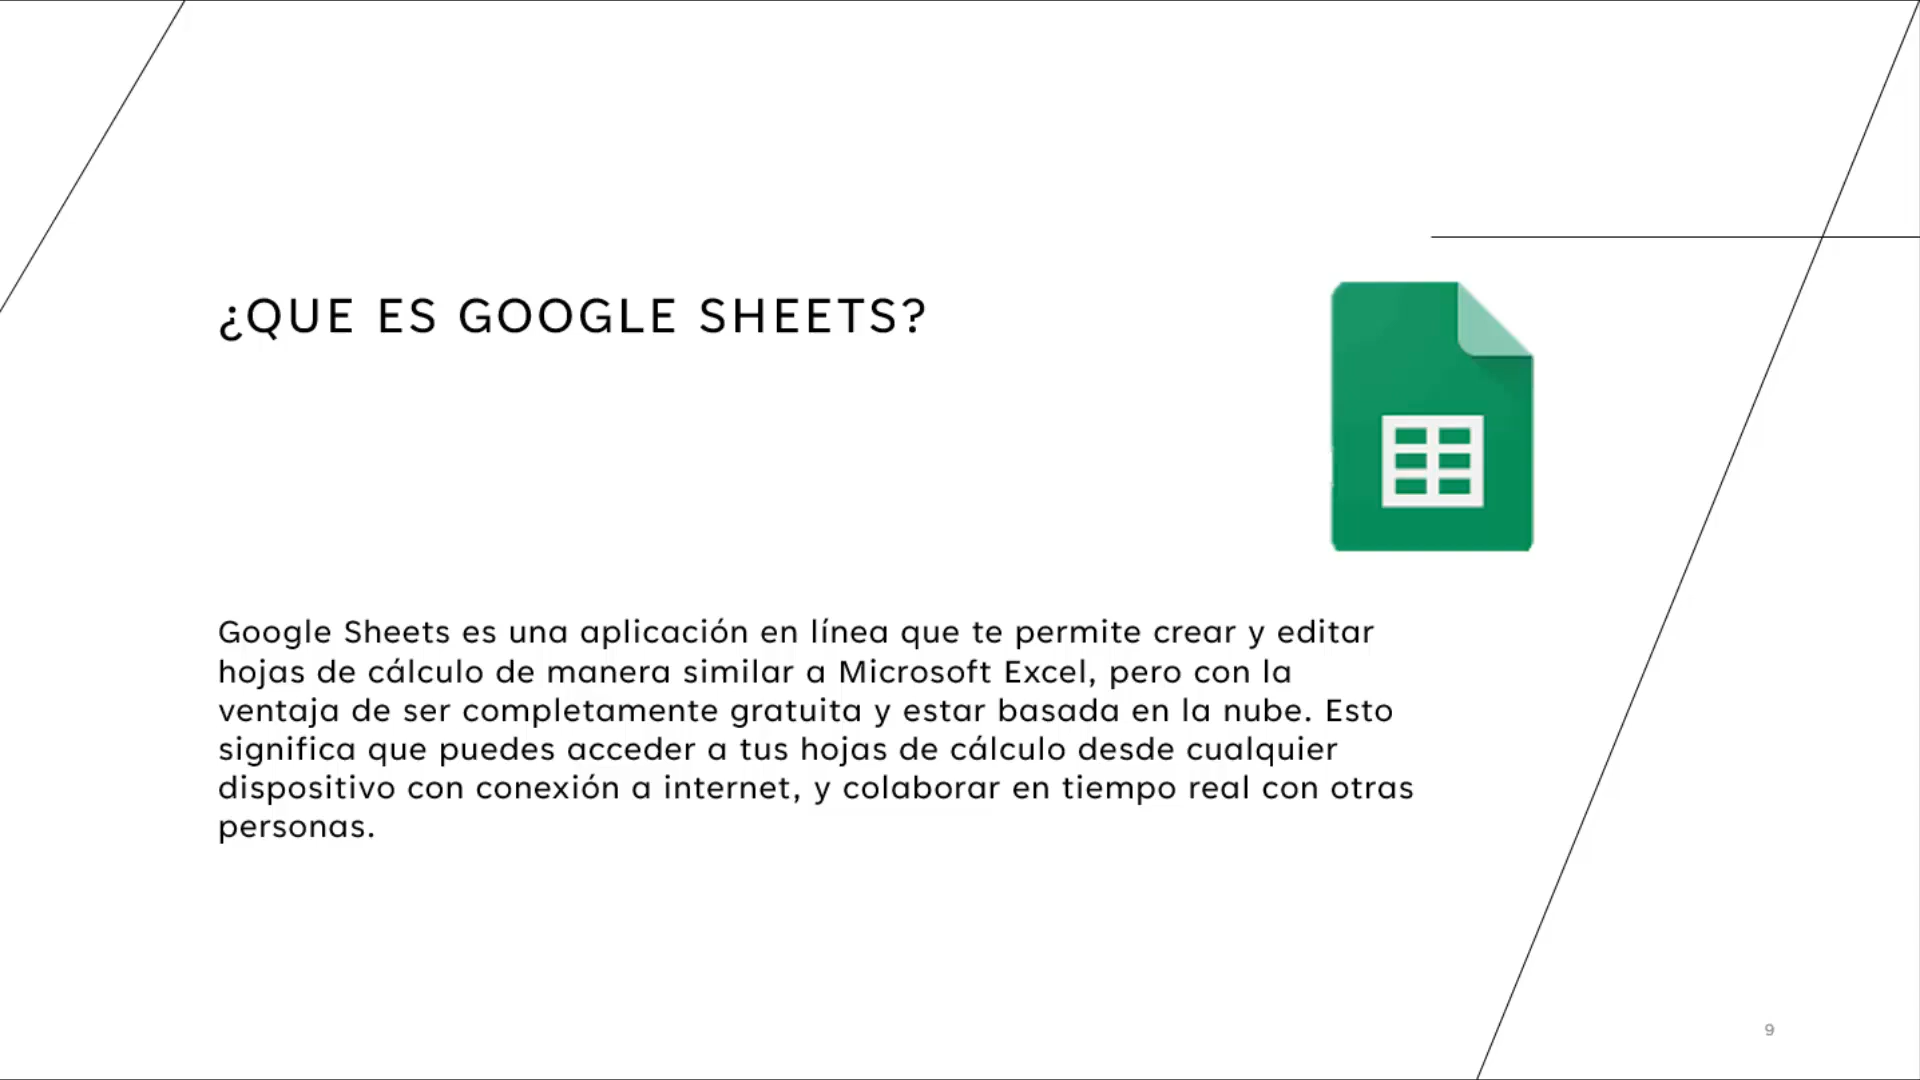 ¿QUE ES GOOGLE SHEETS?
Google Sheets es una aplicación en línea que te permite crear y editar
hojas de cálculo de manera similar a Microsoft Excel, pero con la
ventaja de ser completamente gratuita y estar basada en la nube. Esto
significa que puedes acceder a tus hojas de cálculo desde cualquier
dispositivo con conexión a internet, y colaborar en tiempo real con otras
personas.
9